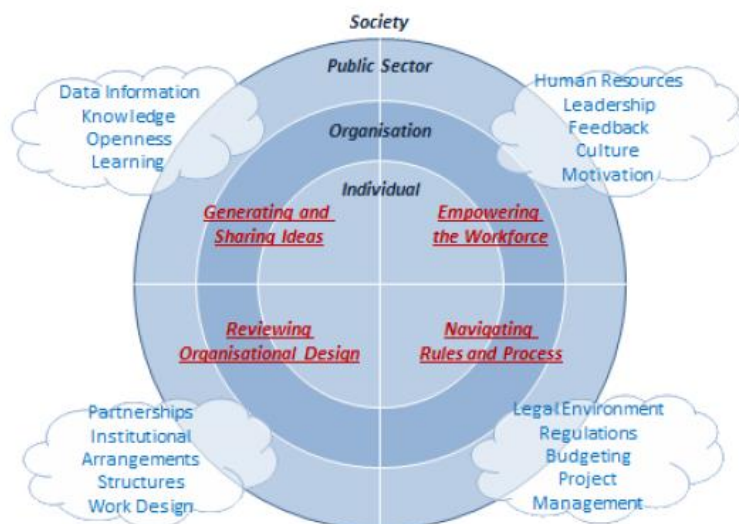 Society
Public Sector
Organisation
Individual
Data Information
Knowledge
Openness
Learning
Human Resources
Leadership
Feedback
Culture
Motivation
Generating and
Sharing Ideas
Empowering
the Workforce
Reviewing
Organisational Design
Navigating
Rules and Process
Partnerships
Institutional
Arrangements
Structures
Work Design
Legal Environment
Regulations
Budgeting
Project
Management